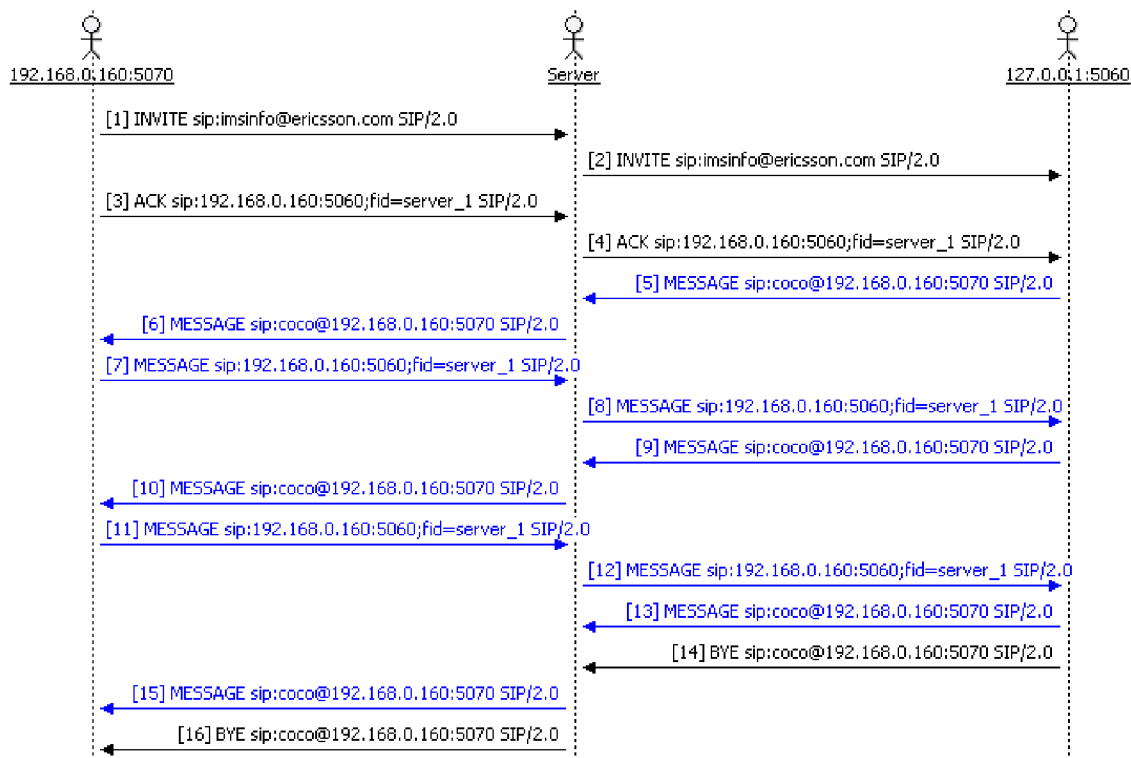 192.168.0.160:5070
Server
127.0.0.1:5060
[1] INVITE sip:imsinfo@ericsson.com SIP/2.0
[2] INVITE sip:imsinfo@ericsson.com SIP/2.0
[3] ACK sip:192.168.0.160:5060;fid=server_1 SIP/2.0
[4] ACK sip:192.168.0.160:5060;fid=server_1 SIP/2.0
[5] MESSAGE sip:coco@192.168.0.160:5070 SIP/2.0
[6] MESSAGE sip:coco@192.168.0.160:5070 SIP/2.0
[7] MESSAGE sip:192.168.0.160:5060;fid=server_1 SIP/2.0
[8] MESSAGE sip:192.168.0.160:5060;fid=server_1 SIP/2.0
[9] MESSAGE sip:coco@192.168.0.160:5070 SIP/2.0
[10] MESSAGE sip:coco@192.168.0.160:5070 SIP/2.0
[11] MESSAGE sip:192.168.0.160:5060;fid=server_1 SIP/2.0
[12] MESSAGE sip:192.168.0.160:5060;fid=server_1 SIP/2.0
[13] MESSAGE sip:coco@192.168.0.160:5070 SIP/2.0
[14] BYE sip:coco@192.168.0.160:5070 SIP/2.0
[15] MESSAGE sip:coco@192.168.0.160:5070 SIP/2.0
[16] BYE sip:coco@192.168.0.160:5070 SIP/2.0